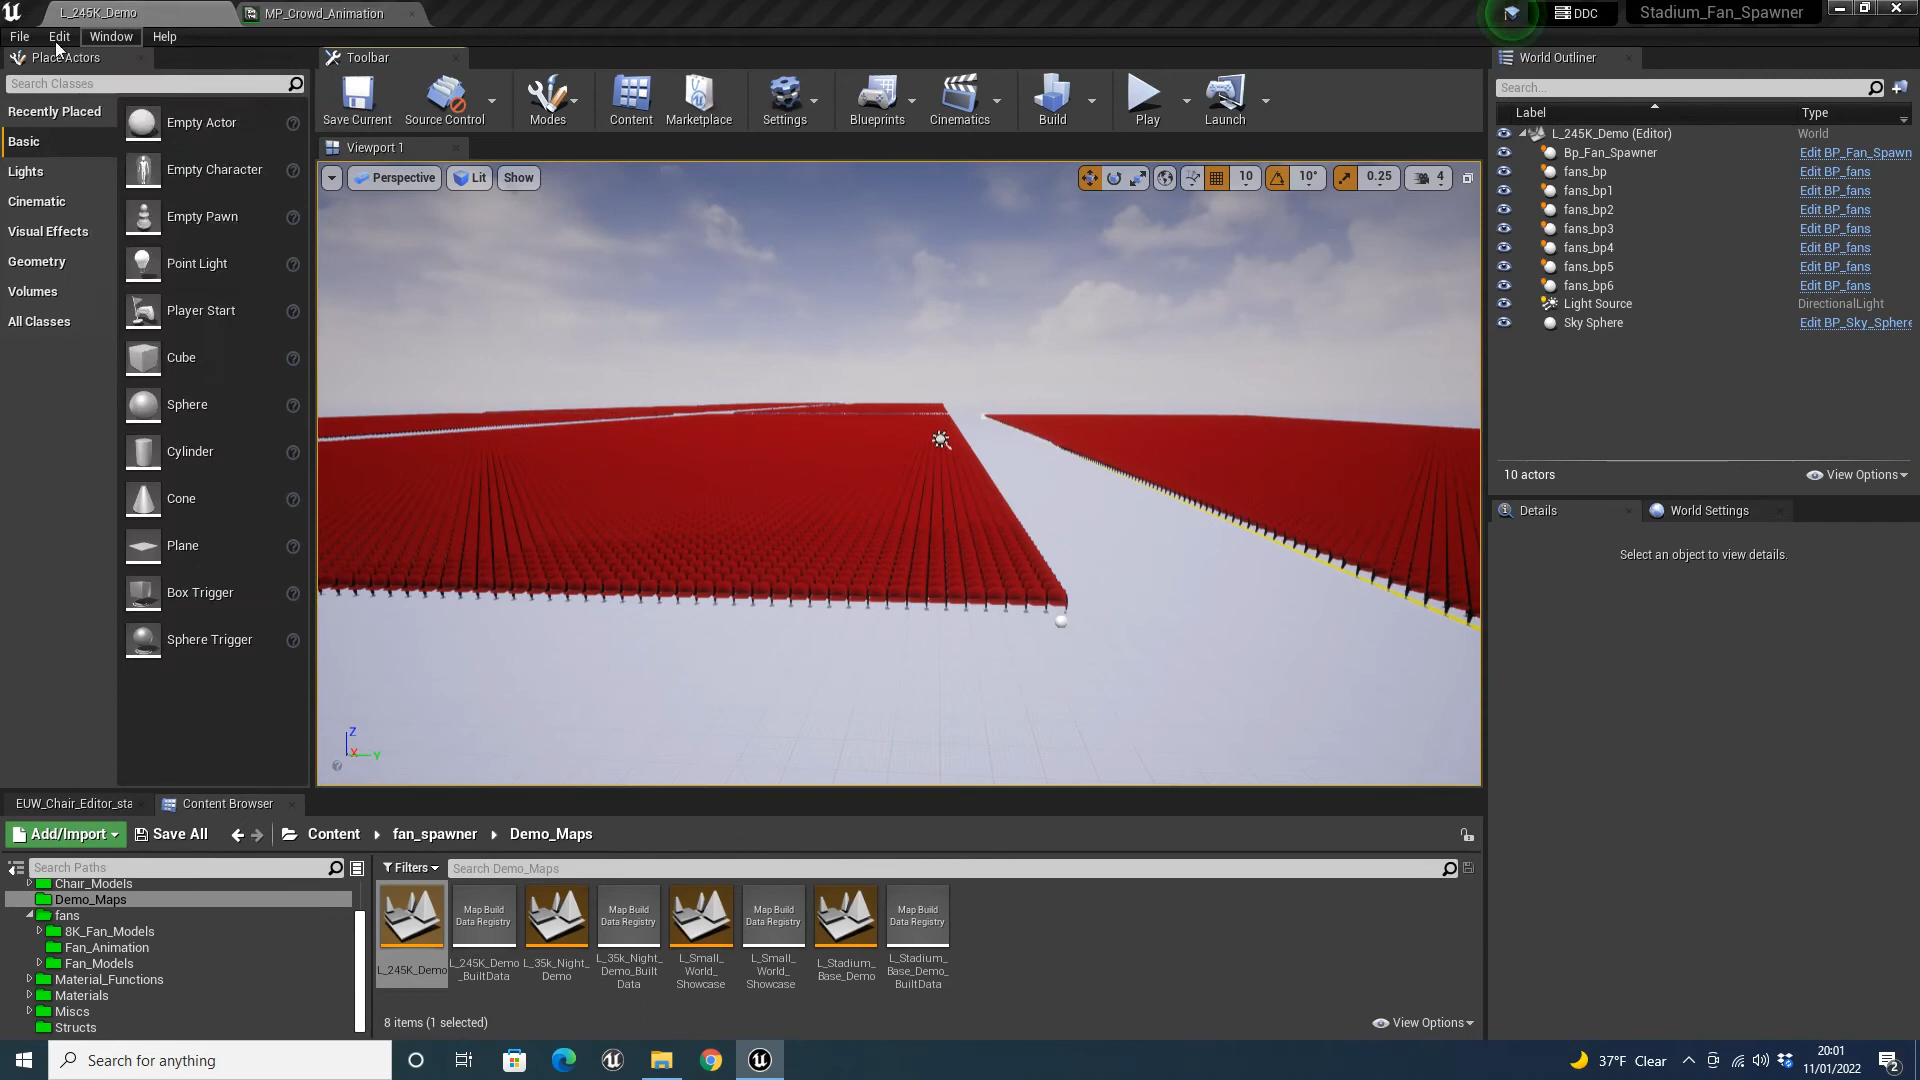 L_245K_Demo
MP_Crowd_Animation
DDC
Stadium_Fan_Spawner
File Edit Window Help
Place Actors
Search Classes
Recently Placed
Basic
Lights
Cinematic
Visual Effects
Geometry
Volumes
All Classes
Empty Actor
Empty Character
Empty Pawn
Point Light
Player Start
Cube
Sphere
Cylinder
Cone
Plane
Box Trigger
Sphere Trigger
Toolbar
Save Current
Source Control
Modes
Content
Marketplace
Settings
Blueprints
Cinematics
Build
Play
Launch
Viewport 1
Perspective Lit Show
10 10° 0.25 4
Z
X Y
World Outliner
Search...
Label Type
L_245K_Demo (Editor) World
Bp_Fan_Spawner Edit BP_Fan_Spawn
fans_bp Edit BP_fans
fans_bp1 Edit BP_fans
fans_bp2 Edit BP_fans
fans_bp3 Edit BP_fans
fans_bp4 Edit BP_fans
fans_bp5 Edit BP_fans
fans_bp6 Edit BP_fans
Light Source DirectionalLight
Sky Sphere Edit BP_Sky_Sphere
10 actors View Options
Details
World Settings
Select an object to view details.
EUW_Chair_Editor_sta
Content Browser
Add/Import Save All Content fan_spawner Demo_Maps
Search Paths
Filters
Search Demo_Maps
Chair_Models
Demo_Maps
fans
8K_Fan_Models
Fan_Animation
Fan_Models
Material_Functions
Materials
Miscs
Structs
L_245K_Demo
Map Build
Data Registry
L_245K_Demo
_BuiltData
L_35k_Night_
Demo
Map Build
Data Registry
L_35k_Night_
Demo_Built
Data
L_Small_
World_
Showcase
Map Build
Data Registry
L_Small_
World_
Showcase
L_Stadium_
Base_Demo
Map Build
Data Registry
L_Stadium_
Base_Demo_
BuiltData
8 items (1 selected)
View Options
Search for anything
37°F Clear
20:01
11/01/2022
2